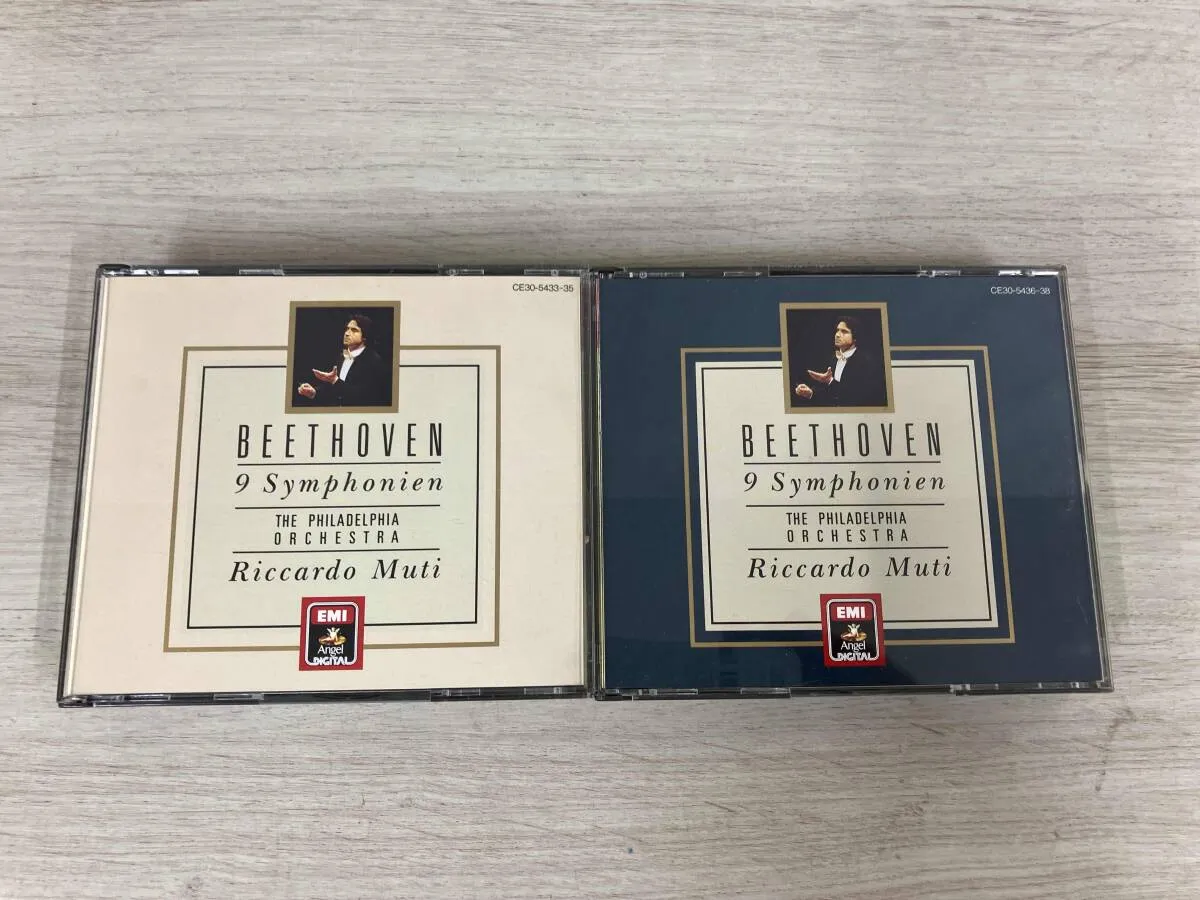 CE30-5433-35
BEETHOVEN
9 Symphonien
THE PHILADELPHIA
ORCHESTRA
Riccardo Muti
EMI
Angel
DIGITAL
CE30-5436-38
BEETHOVEN
9 Symphonien
THE PHILADELPHIA
ORCHESTRA
Riccardo Muti
EMI
Angel
DIGITAL